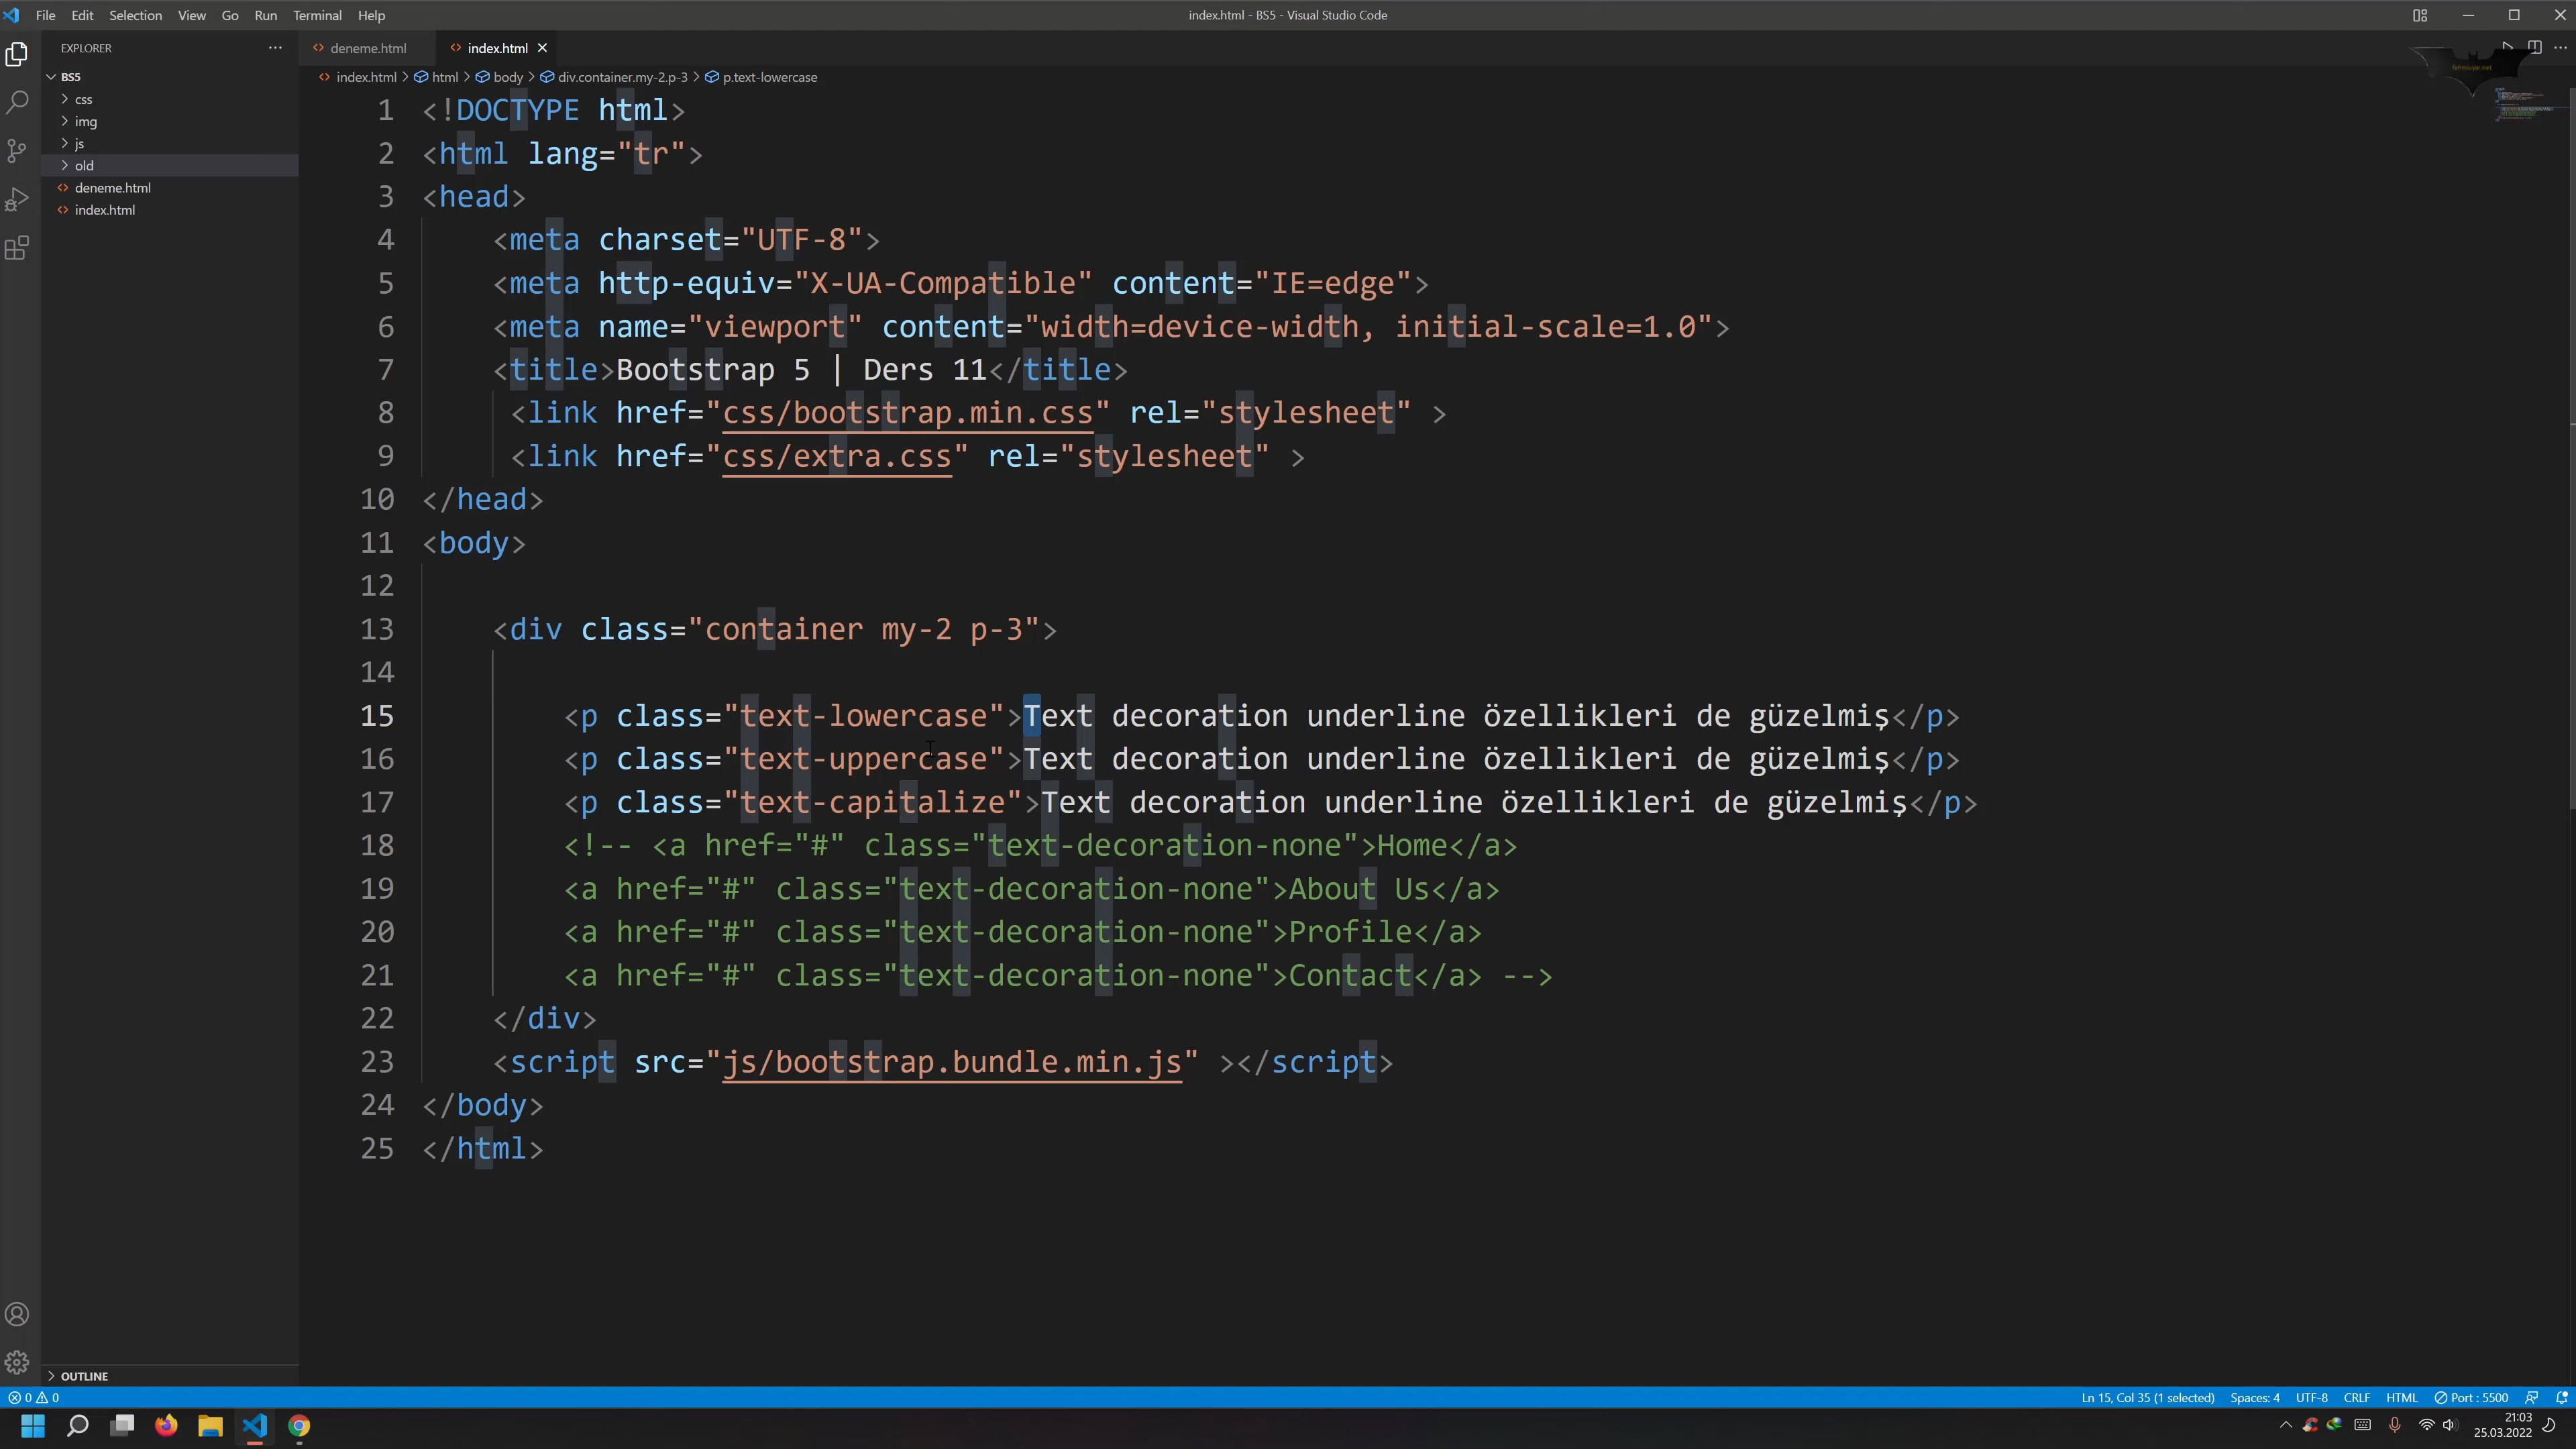 File Edit Selection View Go Run Terminal Help
index.html - BS5 - Visual Studio Code
EXPLORER
deneme.html
index.html
BS5
index.html > html > body > div.container.my-2.p-3 > p.text-lowercase
css
img
js
old
deneme.html
index.html
1 <!DOCTYPE html>
2 <html lang="tr">
3 <head>
4 <meta charset="UTF-8">
5 <meta http-equiv="X-UA-Compatible" content="IE=edge">
6 <meta name="viewport" content="width=device-width, initial-scale=1.0">
7 <title>Bootstrap 5 | Ders 11</title>
8 <link href="css/bootstrap.min.css" rel="stylesheet" >
9 <link href="css/extra.css" rel="stylesheet" >
10 </head>
11 <body>
12
13 <div class="container my-2 p-3">
14
15 <p class="text-lowercase">Text decoration underline özellikleri de güzelmiş</p>
16 <p class="text-uppercase">Text decoration underline özellikleri de güzelmiş</p>
17 <p class="text-capitalize">Text decoration underline özellikleri de güzelmiş</p>
18 <!-- <a href="#" class="text-decoration-none">Home</a>
19 <a href="#" class="text-decoration-none">About Us</a>
20 <a href="#" class="text-decoration-none">Profile</a>
21 <a href="#" class="text-decoration-none">Contact</a> -->
22 </div>
23 <script src="js/bootstrap.bundle.min.js" ></script>
24 </body>
25 </html>
OUTLINE
0 0
Ln 15, Col 35 (1 selected) Spaces: 4 UTF-8 CRLF HTML Port : 5500
21:03
25.03.2022